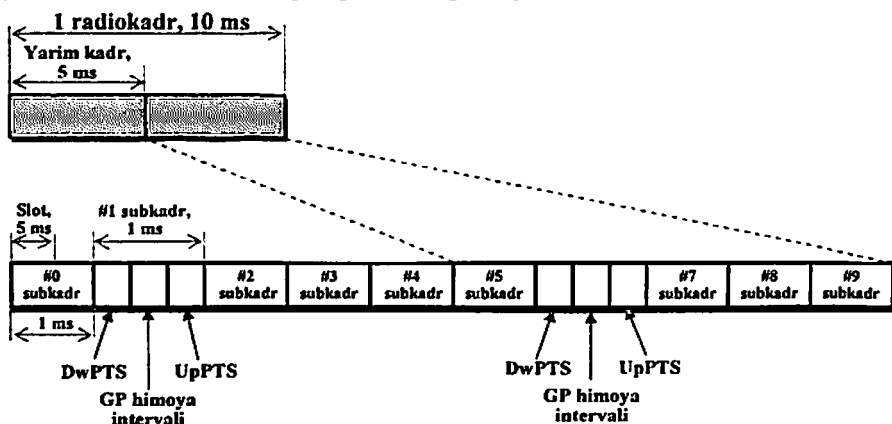 1 radiokadr, 10 ms
Yarim kadr,
5 ms
Slot,
5 ms
#1 subkadr,
1 ms
#0
subkadr
#2
subkadr
#3
subkadr
#4
subkadr
#5
subkadr
#7
subkadr
#8
subkadr
#9
subkadr
1 ms
DwPTS
UpPTS
GP himoya
intervali
DwPTS
UpPTS
GP himoya
intervali